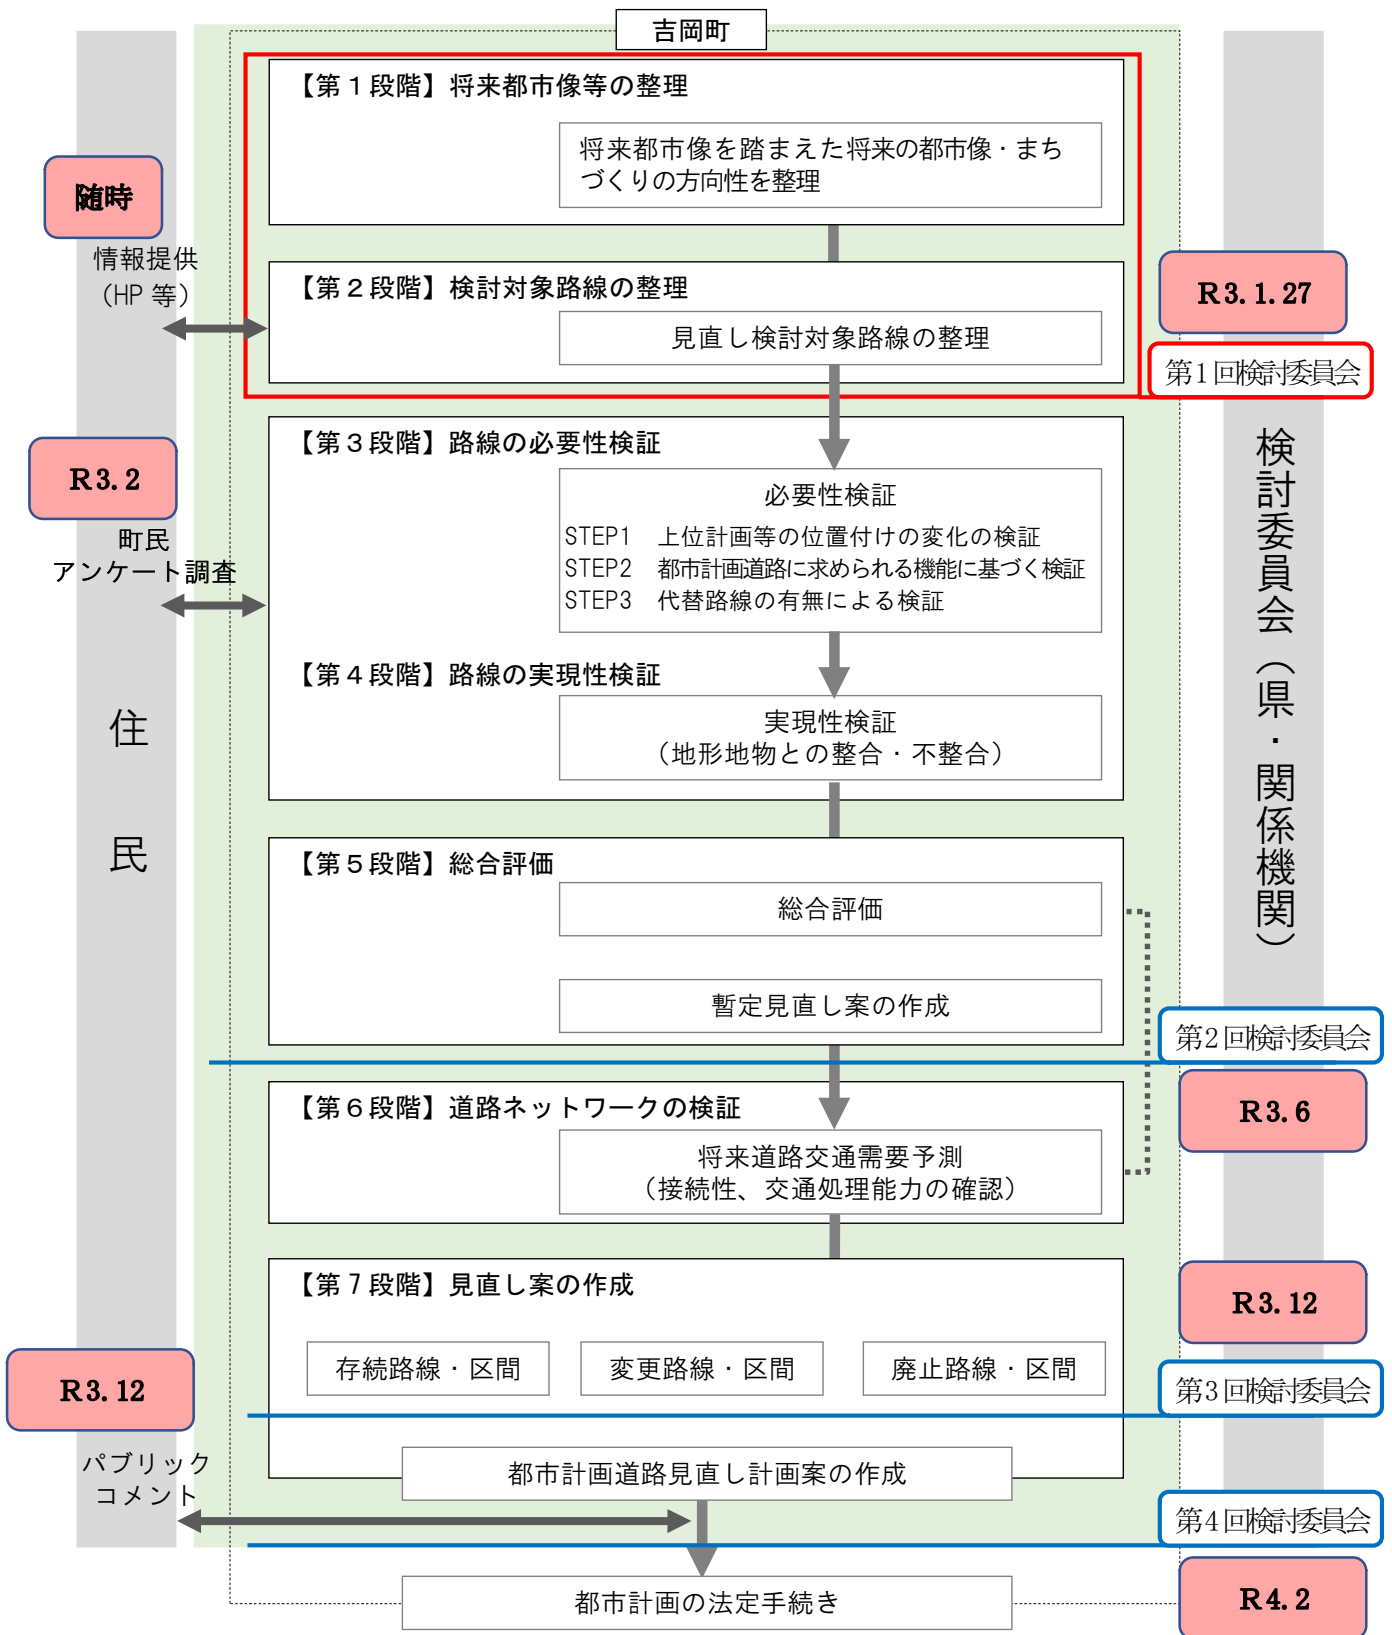 吉岡町
【第１段階】将来都市像等の整理
将来都市像を踏まえた将来の都市像・まち
づくりの方向性を整理
随時
情報提供
（HP 等）
【第２段階】検討対象路線の整理
見直し検討対象路線の整理
R3.1.27
第1回検討委員会
【第３段階】路線の必要性検証
必要性検証
STEP1　上位計画等の位置付けの変化の検証
STEP2　都市計画道路に求められる機能に基づく検証
STEP3　代替路線の有無による検証
R3.2
町民
アンケート調査
【第４段階】路線の実現性検証
実現性検証
（地形地物との整合・不整合）
住民
検討委員会（県・関係機関）
【第５段階】総合評価
総合評価
暫定見直し案の作成
第2回検討委員会
R3.6
【第６段階】道路ネットワークの検証
将来道路交通需要予測
（接続性、交通処理能力の確認）
【第７段階】見直し案の作成
存続路線・区間
変更路線・区間
廃止路線・区間
R3.12
第3回検討委員会
R3.12
パブリック
コメント
都市計画道路見直し計画案の作成
第4回検討委員会
都市計画の法定手続き
R4.2